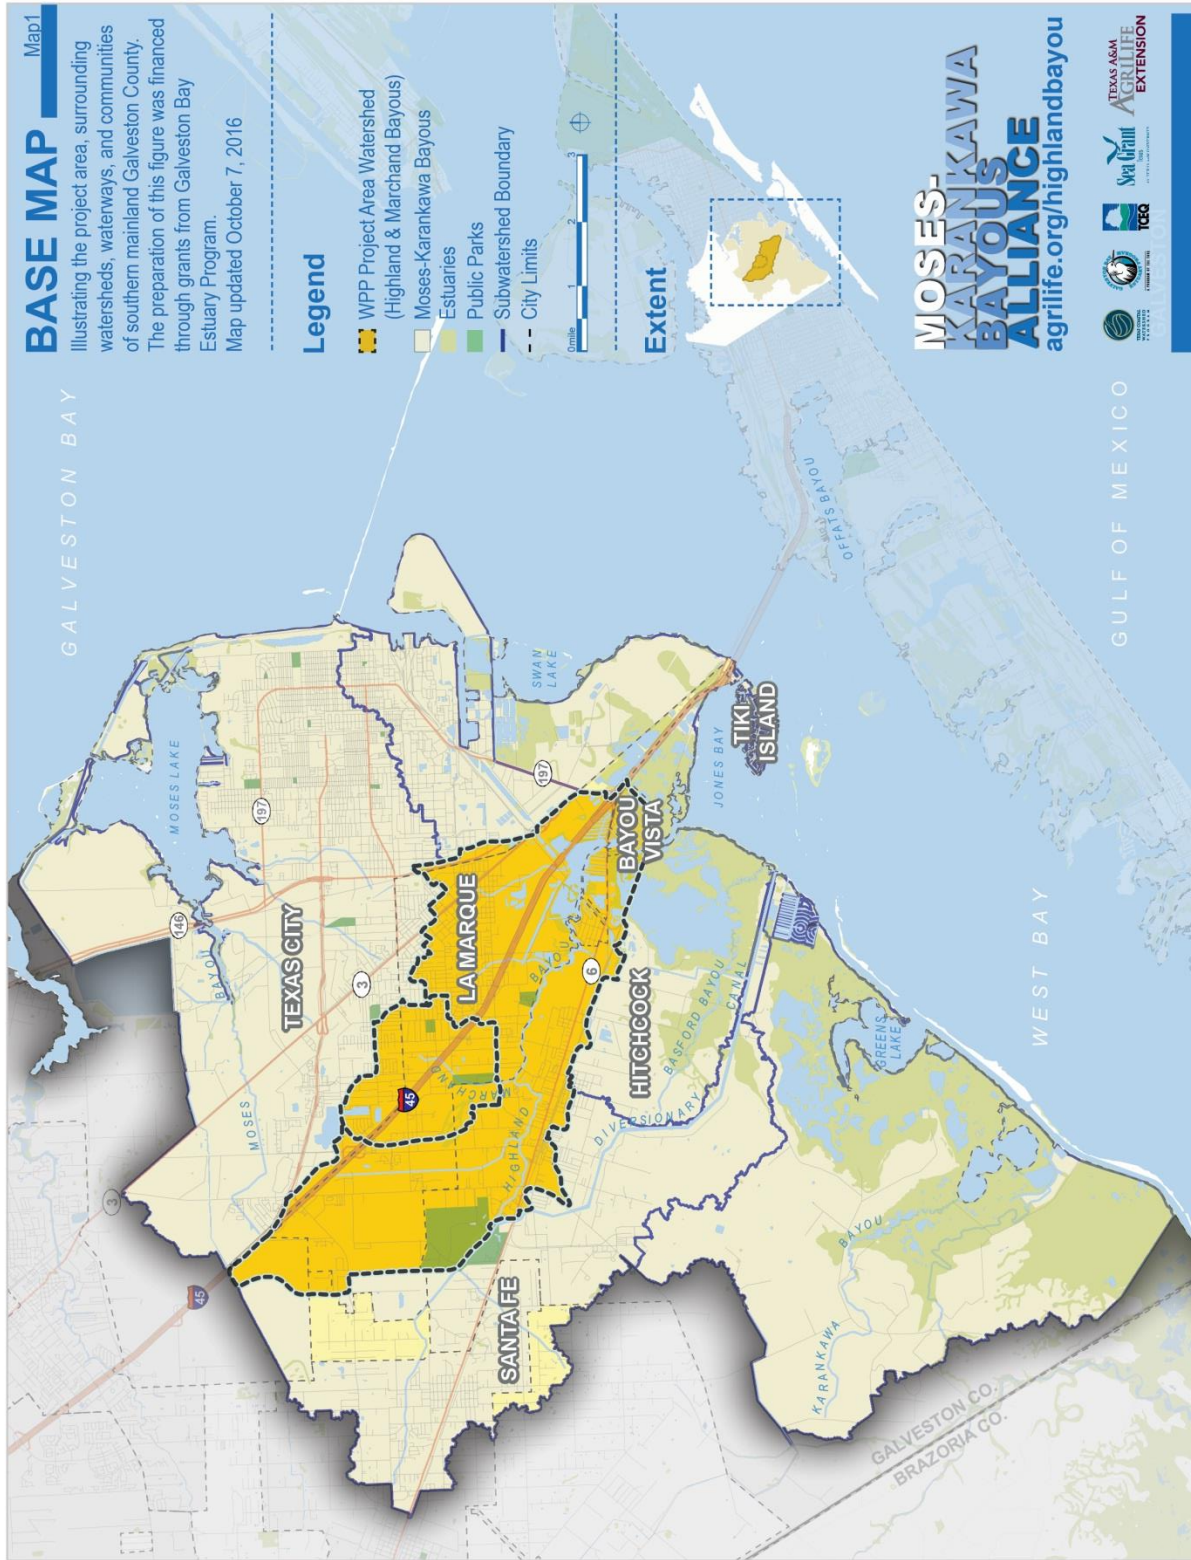 BASE MAP
Map1
Illustrating the project area, surrounding
watersheds, waterways, and communities
of southern mainland Galveston County.
The preparation of this figure was financed
through grants from Galveston Bay
Estuary Program.
Map updated October 7, 2016
Legend
WPP Project Area Watershed
(Highland & Marchand Bayous)
Moses-Karankawa Bayous
Estuaries
Public Parks
Subwatershed Boundary
City Limits
0mile 1 2 3
Extent
MOSES-
KARANKAWA
BAYOUS
ALLIANCE
agrilife.org/highlandbayou
TCEQ
Sea Grant
Texas
TEXAS A&M
AGRILIFE
EXTENSION
GALVESTON
GALVESTON BAY
MOSES LAKE
146
197
BAYOU
TEXAS CITY
3
MOSES
3
45
45
LA MARQUE
197
SWAN
LAKE
MARCHAND
BAYOU
HIGHLAND
BAYOU
VISTA
TIKI
ISLAND
JONES BAY
OFFATS BAYOU
6
HITCHCOCK
BASFORD BAYOU
DIVERSIONARY
CANAL
SANTA FE
GREENS
LAKE
WEST BAY
GULF OF MEXICO
KARANKAWA
BAYOU
GALVESTON CO.
BRAZORIA CO.